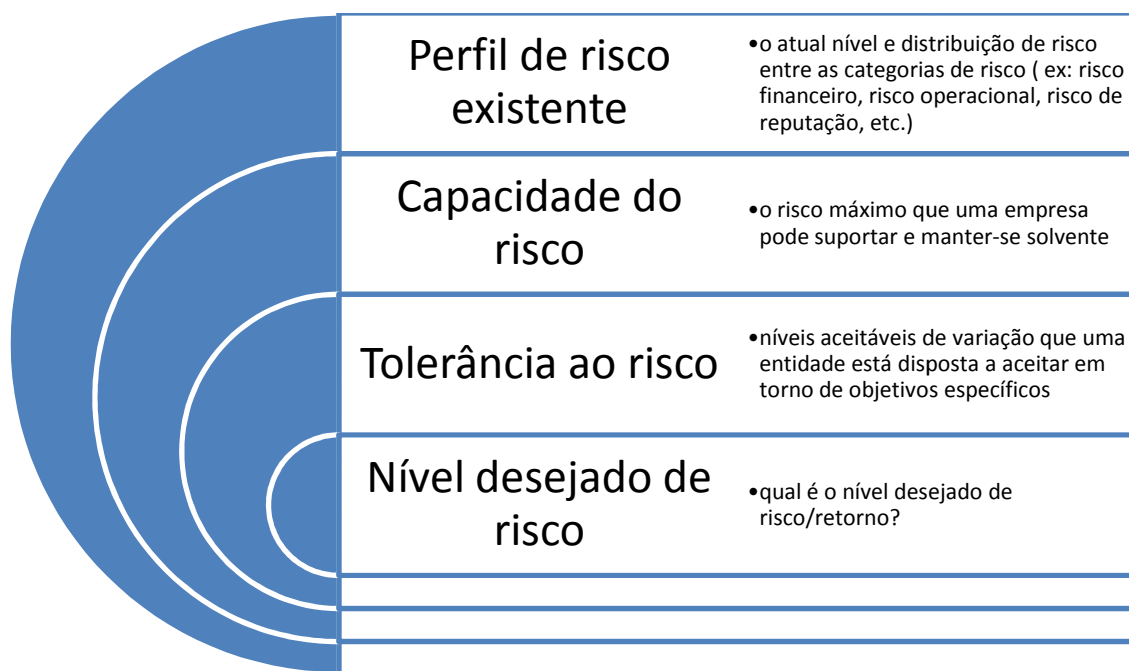 Perfil de risco
existente
•o atual nível e distribuição de risco
entre as categorias de risco ( ex: risco
financeiro, risco operacional, risco de
reputação, etc.)
Capacidade do
risco
•o risco máximo que uma empresa
pode suportar e manter-se solvente
Tolerância ao risco
•níveis aceitáveis de variação que uma
entidade está disposta a aceitar em
torno de objetivos específicos
Nível desejado de
risco
•qual é o nível desejado de
risco/retorno?